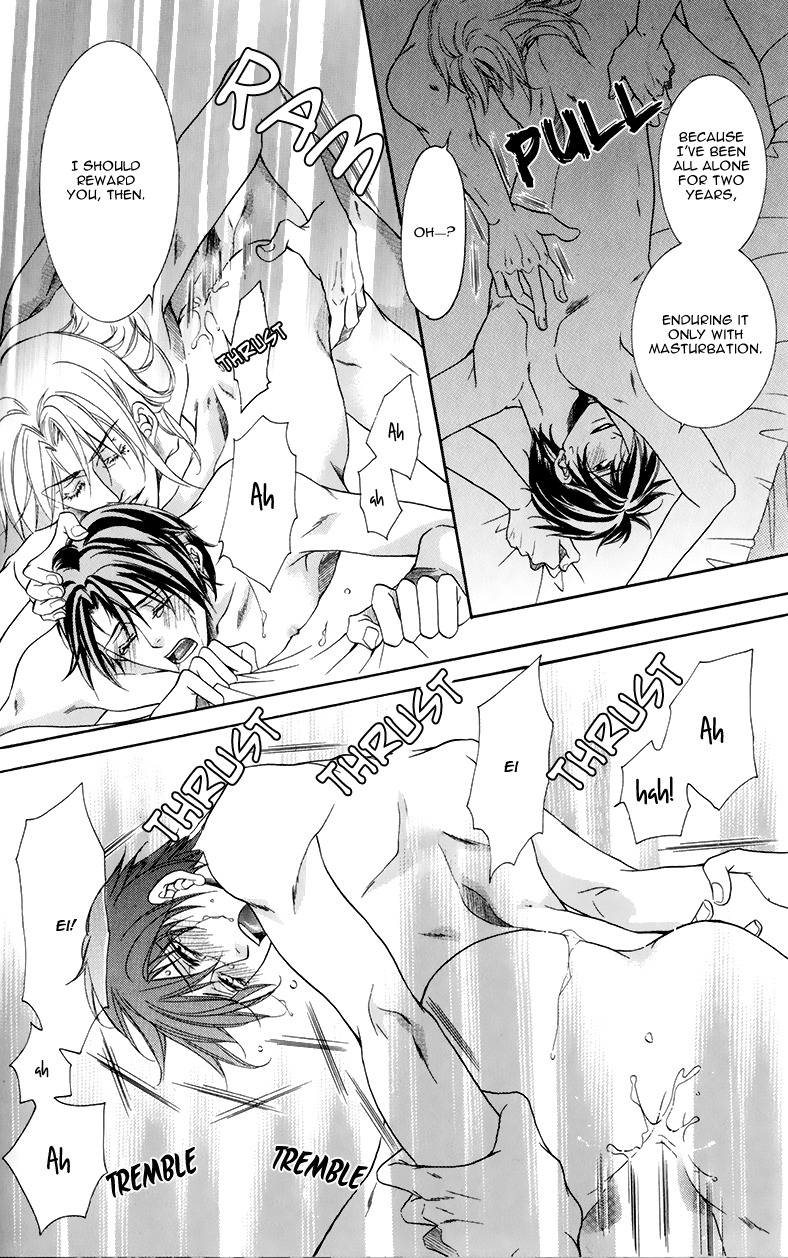 BECAUSE
I'VE BEEN
ALL ALONE
FOR TWO
YEARS,
ENDURING IT
ONLY WITH
MASTURBATION.
PULL
OH—?
RAM
I SHOULD
REWARD
YOU, THEN.
THRUST
Ah
ah
Ah
Ah
hah!
THRUST
EI
THRUST
THRUST
EI!
ah
Ah
TREMBLE
TREMBLE